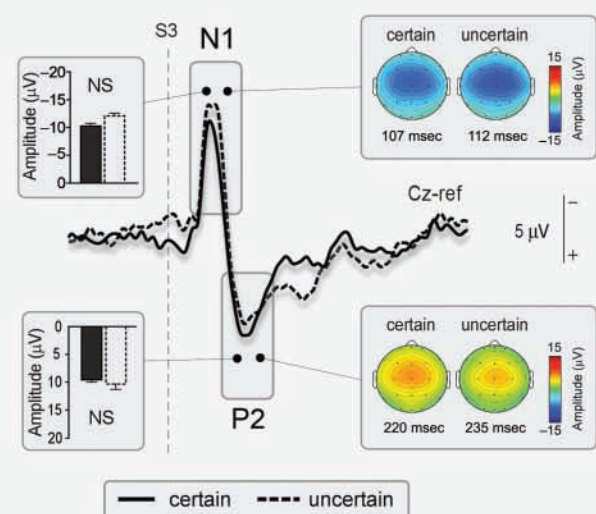 S3
N1
NS
Amplitude (µV)
−20
−15
−10
−5
0
certain uncertain
107 msec 112 msec
15
−15
Amplitude (µV)
Cz-ref
5 µV
−
+
NS
Amplitude (µV)
0
5
10
15
20
P2
certain uncertain
220 msec 235 msec
15
−15
Amplitude (µV)
certain uncertain